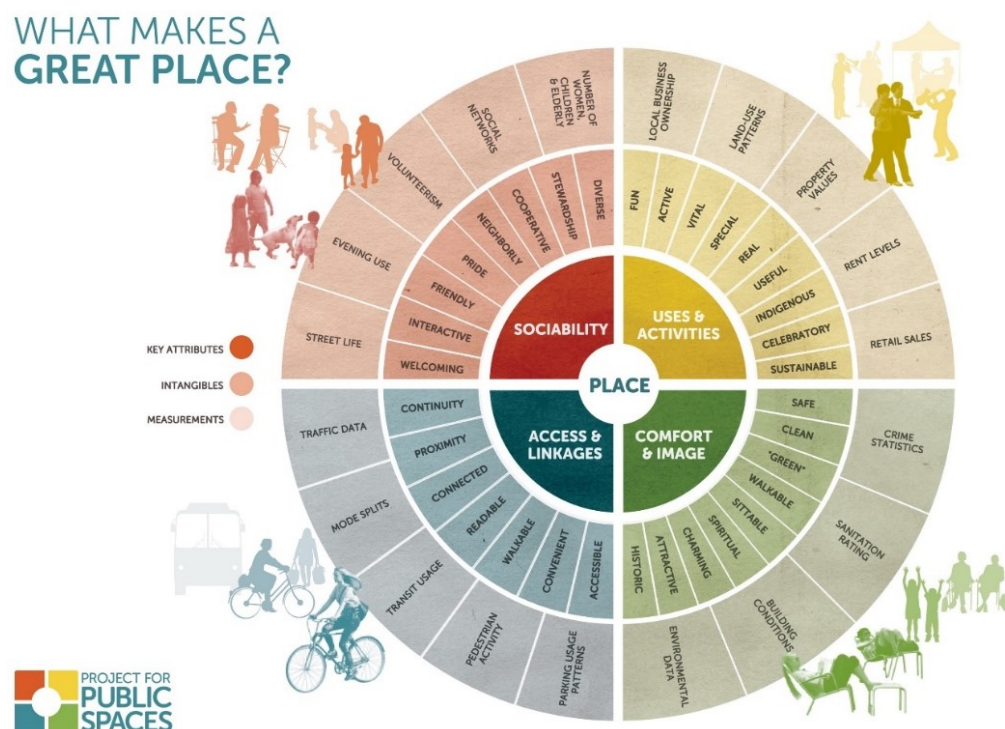 WHAT MAKES A
GREAT PLACE?
KEY ATTRIBUTES
INTANGIBLES
MEASUREMENTS
PLACE
SOCIABILITY
DIVERSE
STEWARDSHIP
COOPERATIVE
NEIGHBORLY
PRIDE
FRIENDLY
INTERACTIVE
WELCOMING
NUMBER OF
WOMEN,
CHILDREN
& ELDERLY
SOCIAL
NETWORKS
VOLUNTEERISM
EVENING USE
STREET LIFE
USES &
ACTIVITIES
FUN
ACTIVE
VITAL
SPECIAL
REAL
USEFUL
INDIGENOUS
CELEBRATORY
SUSTAINABLE
LOCAL BUSINESS
OWNERSHIP
LAND-USE
PATTERNS
PROPERTY
VALUES
RENT LEVELS
RETAIL SALES
ACCESS &
LINKAGES
CONTINUITY
PROXIMITY
CONNECTED
READABLE
WALKABLE
CONVENIENT
ACCESSIBLE
TRAFFIC DATA
MODE SPLITS
TRANSIT USAGE
PEDESTRIAN
ACTIVITY
PARKING USAGE
PATTERNS
COMFORT
& IMAGE
SAFE
CLEAN
"GREEN"
WALKABLE
SITTABLE
SPIRITUAL
CHARMING
ATTRACTIVE
HISTORIC
CRIME
STATISTICS
SANITATION
RATING
BUILDING
CONDITIONS
ENVIRONMENTAL
DATA
PROJECT FOR
PUBLIC
SPACES